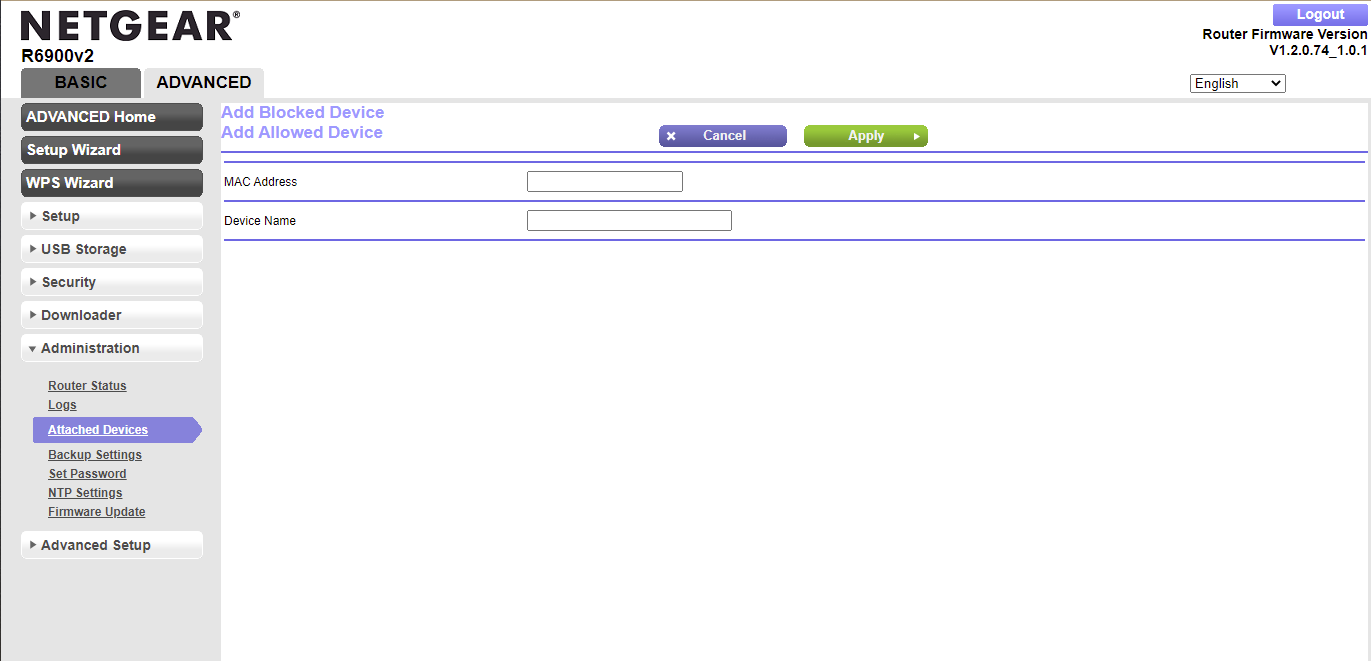 NETGEAR®
R6900v2
Logout
Router Firmware Version
V1.2.0.74_1.0.1
BASIC
ADVANCED
English
ADVANCED Home
Setup Wizard
WPS Wizard
Setup
USB Storage
Security
Downloader
Administration
Router Status
Logs
Attached Devices
Backup Settings
Set Password
NTP Settings
Firmware Update
Advanced Setup
Add Blocked Device
Add Allowed Device
Cancel
Apply
MAC Address
Device Name